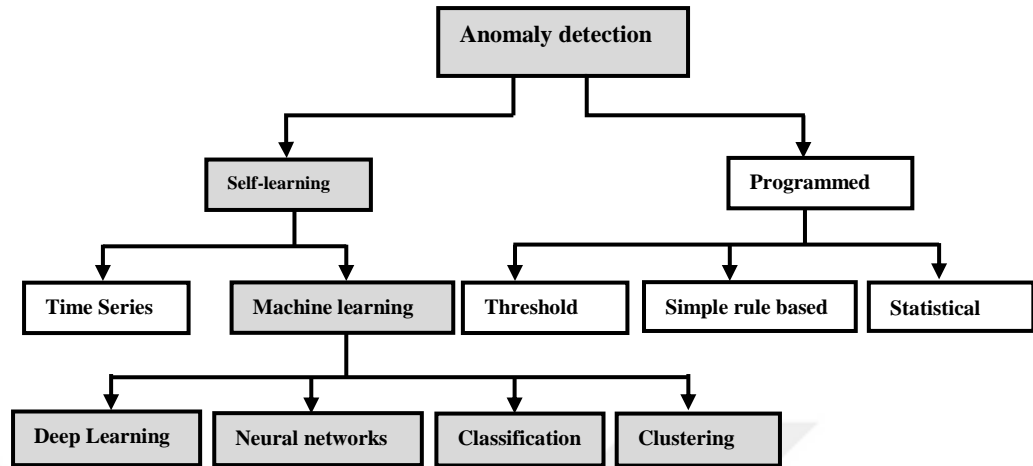 Anomaly detection
Self-learning
Programmed
Time Series
Machine learning
Threshold
Simple rule based
Statistical
Deep Learning
Neural networks
Classification
Clustering